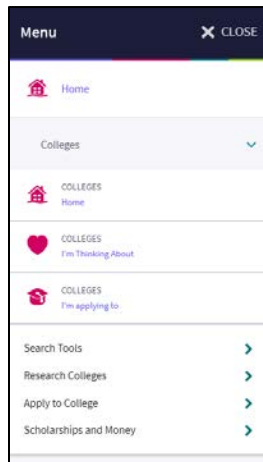 Menu
CLOSE
Home
Colleges
COLLEGES
Home
COLLEGES
I'm Thinking About
COLLEGES
I'm applying to
Search Tools
Research Colleges
Apply to College
Scholarships and Money